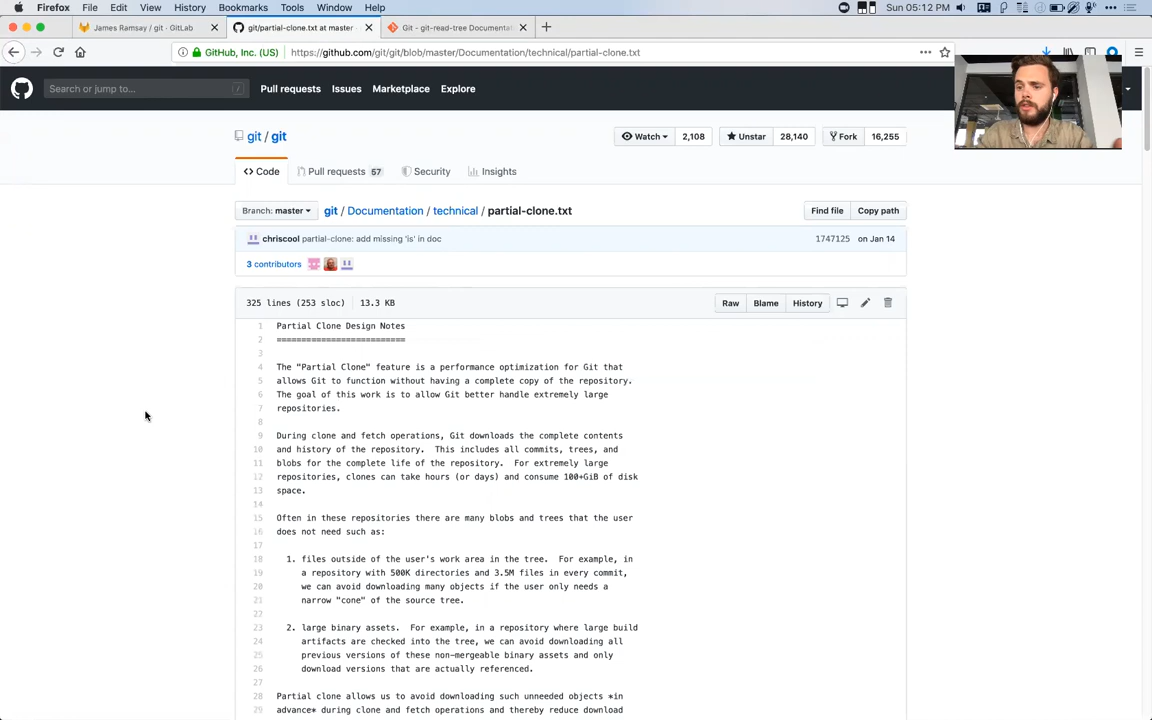 Firefox File Edit View History Bookmarks Tools Window Help Sun 05:12 PM
James Ramsay / git · GitLab
git/partial-clone.txt at master ·
Git - git-read-tree Documentation
GitHub, Inc. (US) https://github.com/git/git/blob/master/Documentation/technical/partial-clone.txt
Search or jump to... / Pull requests Issues Marketplace Explore
git / git
Watch 2,108 Unstar 28,140 Fork 16,255
Code Pull requests 57 Security Insights
Branch: master git / Documentation / technical / partial-clone.txt Find file Copy path
chriscool partial-clone: add missing 'is' in doc 1747125 on Jan 14
3 contributors
325 lines (253 sloc) 13.3 KB Raw Blame History
1 Partial Clone Design Notes
2 ==========================
3
4 The "Partial Clone" feature is a performance optimization for Git that
5 allows Git to function without having a complete copy of the repository.
6 The goal of this work is to allow Git better handle extremely large
7 repositories.
8
9 During clone and fetch operations, Git downloads the complete contents
10 and history of the repository. This includes all commits, trees, and
11 blobs for the complete life of the repository. For extremely large
12 repositories, clones can take hours (or days) and consume 100+GiB of disk
13 space.
14
15 Often in these repositories there are many blobs and trees that the user
16 does not need such as:
17
18 1. files outside of the user's work area in the tree. For example, in
19 a repository with 500K directories and 3.5M files in every commit,
20 we can avoid downloading many objects if the user only needs a
21 narrow "cone" of the source tree.
22
23 2. large binary assets. For example, in a repository where large build
24 artifacts are checked into the tree, we can avoid downloading all
25 previous versions of these non-mergeable binary assets and only
26 download versions that are actually referenced.
27
28 Partial clone allows us to avoid downloading such unneeded objects *in
29 advance* during clone and fetch operations and thereby reduce download